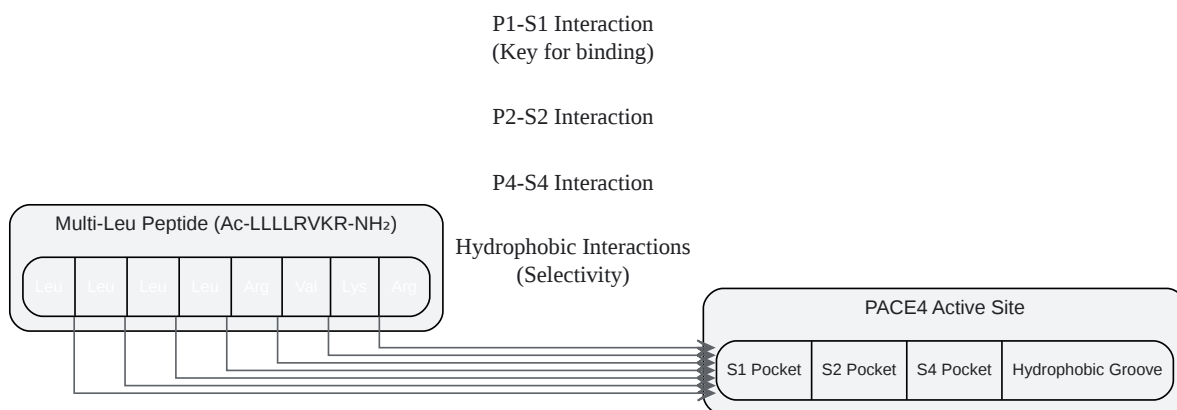 P1-S1 Interaction
(Key for binding)
P2-S2 Interaction
P4-S4 Interaction
Multi-Leu Peptide (Ac-LLLLRVKR-NH₂)
Hydrophobic Interactions
(Selectivity)
Leu Leu Leu Leu Arg Val Lys Arg
PACE4 Active Site
S1 Pocket S2 Pocket S4 Pocket Hydrophobic Groove